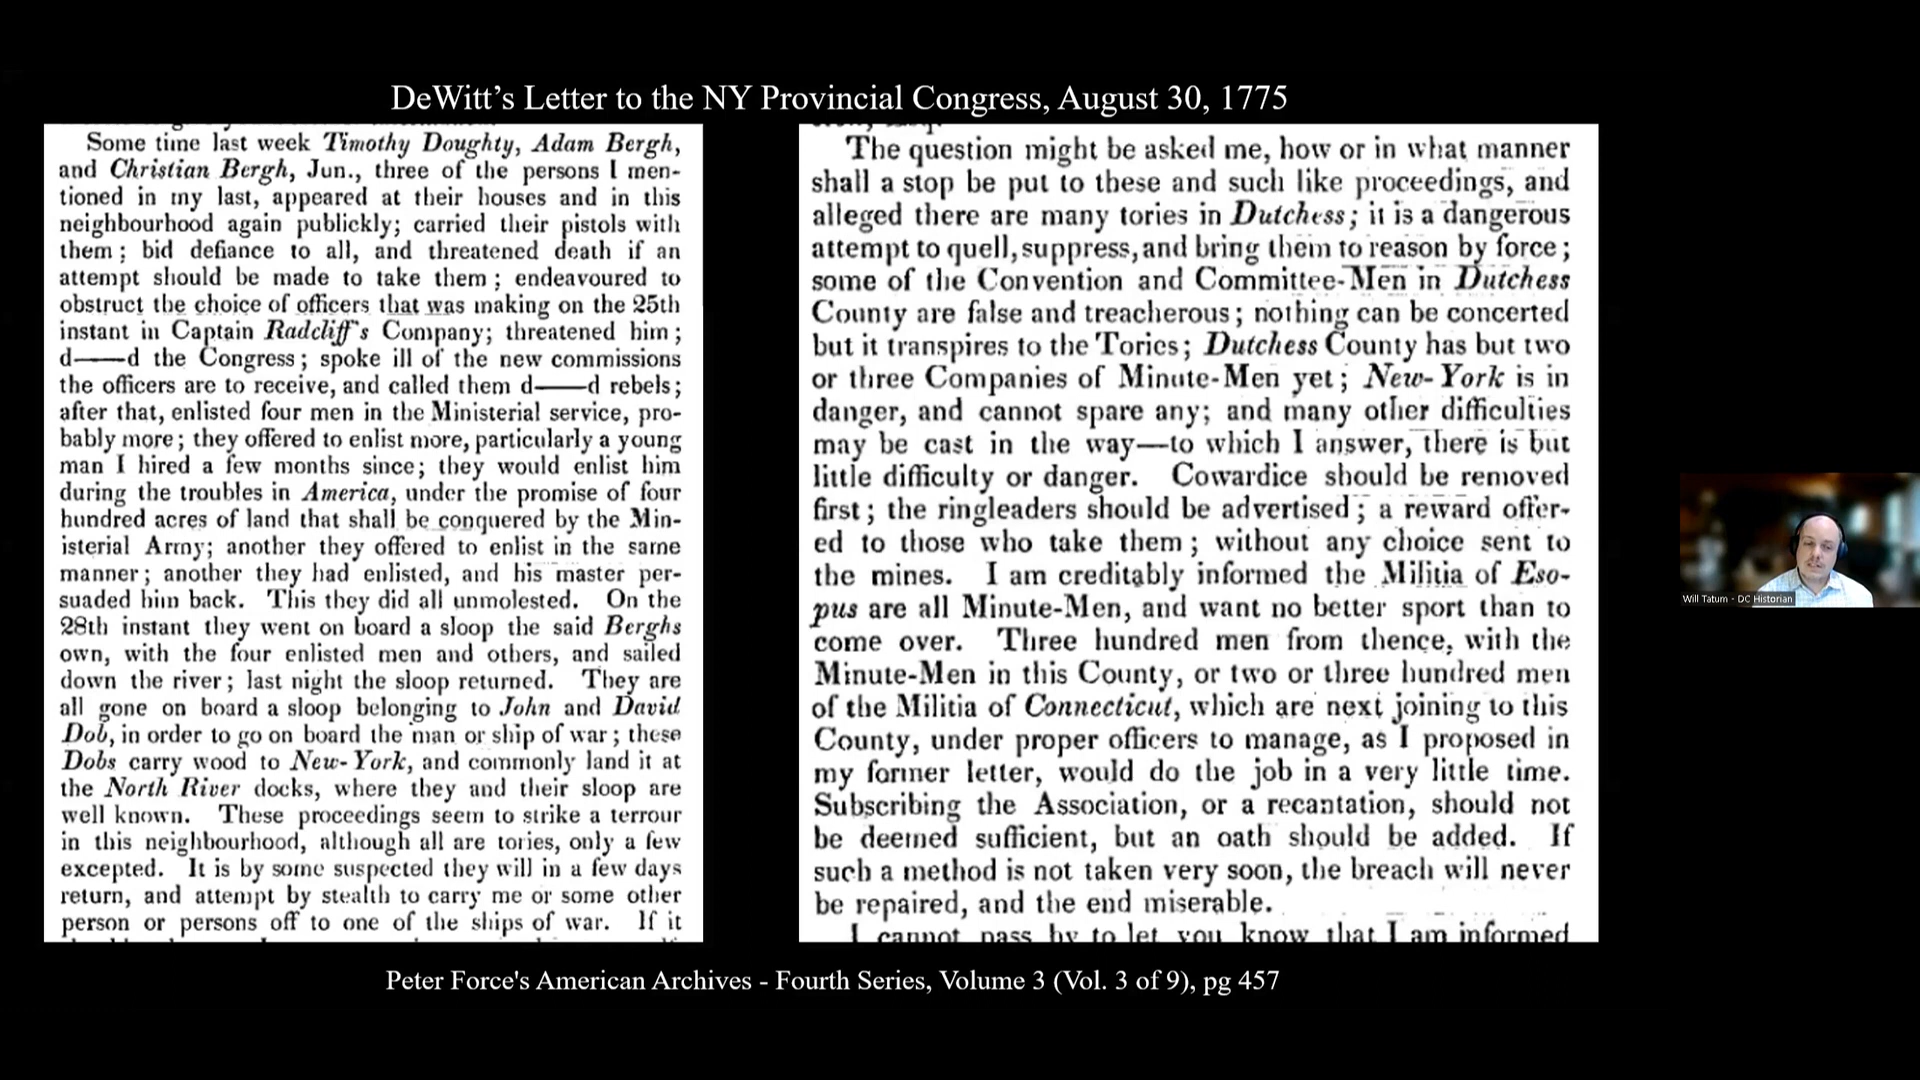 DeWitt’s Letter to the NY Provincial Congress, August 30, 1775
Some time last week Timothy Doughty, Adam Bergh,
and Christian Bergh, Jun., three of the persons I men-
tioned in my last, appeared at their houses and in this
neighbourhood again publickly; carried their pistols with
them; bid defiance to all, and threatened death if an
attempt should be made to take them; endeavoured to
obstruct the choice of officers that was making on the 25th
instant in Captain Radcliff's Company; threatened him;
d——d the Congress; spoke ill of the new commissions
the officers are to receive, and called them d——d rebels;
after that, enlisted four men in the Ministerial service, pro-
bably more; they offered to enlist more, particularly a young
man I hired a few months since; they would enlist him
during the troubles in America, under the promise of four
hundred acres of land that shall be conquered by the Min-
isterial Army; another they offered to enlist in the same
manner; another they had enlisted, and his master per-
suaded him back. This they did all unmolested. On the
28th instant they went on board a sloop the said Berghs
own, with the four enlisted men and others, and sailed
down the river; last night the sloop returned. They are
all gone on board a sloop belonging to John and David
Dob, in order to go on board the man or ship of war; these
Dobs carry wood to New-York, and commonly land it at
the North River docks, where they and their sloop are
well known. These proceedings seem to strike a terrour
in this neighbourhood, although all are tories, only a few
excepted. It is by some suspected they will in a few days
return, and attempt by stealth to carry me or some other
person or persons off to one of the ships of war. If it
The question might be asked me, how or in what manner
shall a stop be put to these and such like proceedings, and
alleged there are many tories in Dutchess; it is a dangerous
attempt to quell, suppress, and bring them to reason by force;
some of the Convention and Committee-Men in Dutchess
County are false and treacherous; nothing can be concerted
but it transpires to the Tories; Dutchess County has but two
or three Companies of Minute-Men yet; New-York is in
danger, and cannot spare any; and many other difficulties
may be cast in the way—to which I answer, there is but
little difficulty or danger. Cowardice should be removed
first; the ringleaders should be advertised; a reward offer-
ed to those who take them; without any choice sent to
the mines. I am creditably informed the Militia of Eso-
pus are all Minute-Men, and want no better sport than to
come over. Three hundred men from thence, with the
Minute-Men in this County, or two or three hundred men
of the Militia of Connecticut, which are next joining to this
County, under proper officers to manage, as I proposed in
my former letter, would do the job in a very little time.
Subscribing the Association, or a recantation, should not
be deemed sufficient, but an oath should be added. If
such a method is not taken very soon, the breach will never
be repaired, and the end miserable.
I cannot pass by to let you know that I am informed
Peter Force's American Archives - Fourth Series, Volume 3 (Vol. 3 of 9), pg 457
Will Tatum - DC Historian